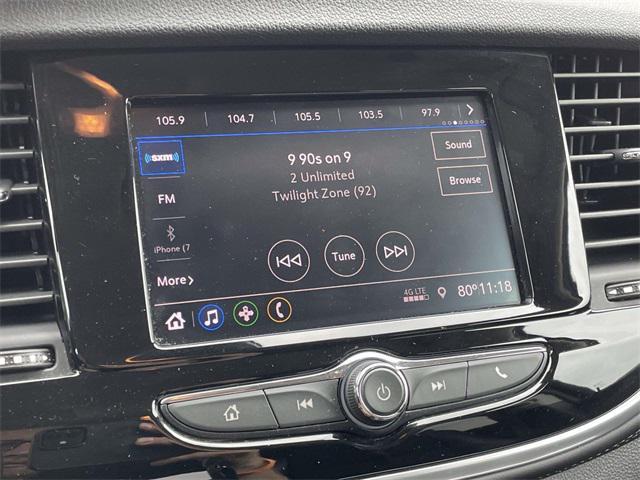 105.9 104.7 105.5 103.5 97.9
sxm
9 90s on 9
Sound
2 Unlimited
FM
Twilight Zone (92)
Browse
iPhone (7
Tune
More
4G LTE
80° 11:18